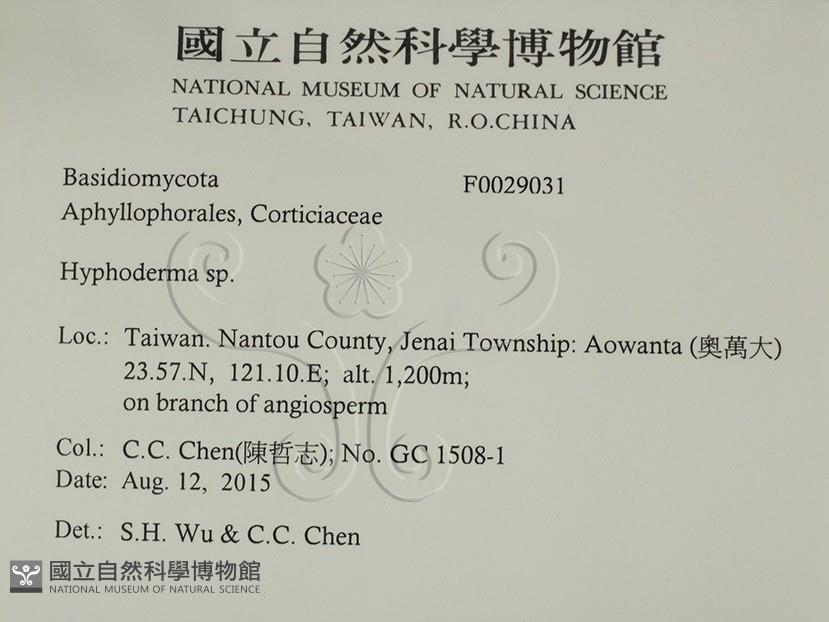 國立自然科學博物館
NATIONAL MUSEUM OF NATURAL SCIENCE
TAICHUNG, TAIWAN, R.O.CHINA
Basidiomycota F0029031
Aphyllophorales, Corticiaceae
Hyphoderma sp.
Loc.: Taiwan. Nantou County, Jenai Township: Aowanta (奧萬大)
23.57.N, 121.10.E; alt. 1,200m;
on branch of angiosperm
Col.: C.C. Chen(陳哲志); No. GC 1508-1
Date: Aug. 12, 2015
Det.: S.H. Wu & C.C. Chen
國立自然科學博物館
NATIONAL MUSEUM OF NATURAL SCIENCE